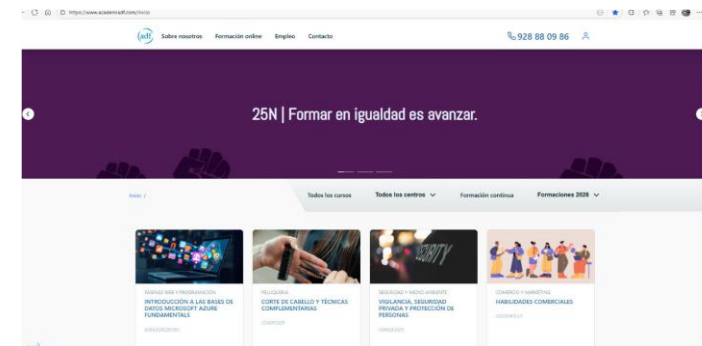 https://www.academiaadf.com/inicio
adf
Sobre nosotros Formación online Empleo Contacto
928 88 09 86
25N | Formar en igualdad es avanzar.
Inicio /
Todos los cursos Todos los centros Formación continua Formaciones 2026
PÁGINAS WEB Y PROGRAMACIÓN
INTRODUCCIÓN A LAS BASES DE
DATOS MICROSOFT AZURE
FUNDAMENTALS
PELUQUERIA
CORTE DE CABELLO Y TÉCNICAS
COMPLEMENTARIAS
SECURITY
SEGURIDAD Y MEDIO AMBIENTE
VIGILANCIA, SEGURIDAD
PRIVADA Y PROTECCIÓN DE
PERSONAS
COMERCIO Y MARKETING
HABILIDADES COMERCIALES